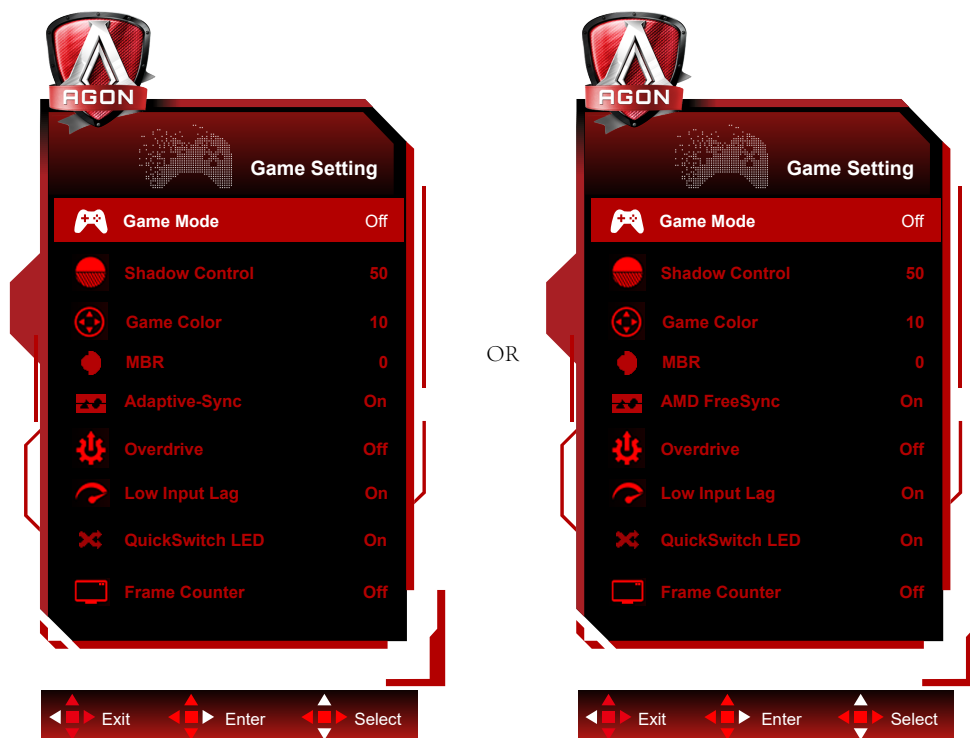 AGON
Game Setting
Game Mode Off
Shadow Control 50
Game Color 10
MBR 0
Adaptive-Sync On
Overdrive Off
Low Input Lag On
QuickSwitch LED On
Frame Counter Off
Exit Enter Select
OR
AGON
Game Setting
Game Mode Off
Shadow Control 50
Game Color 10
MBR 0
AMD FreeSync On
Overdrive Off
Low Input Lag On
QuickSwitch LED On
Frame Counter Off
Exit Enter Select